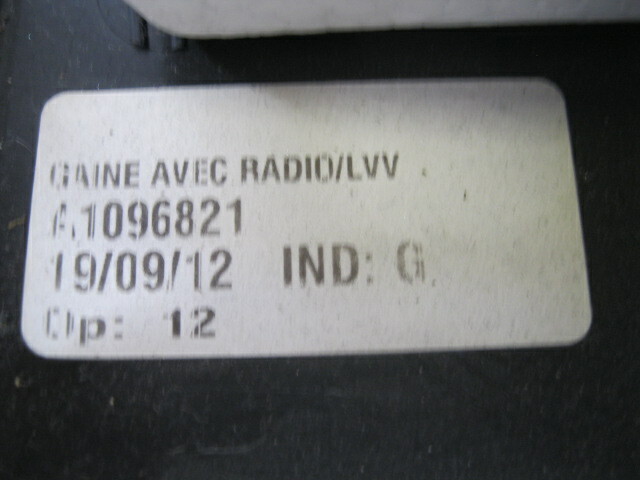 GAINE AVEC RADIO/LVV
A1096821
19/09/12 IND: G
Op: 12